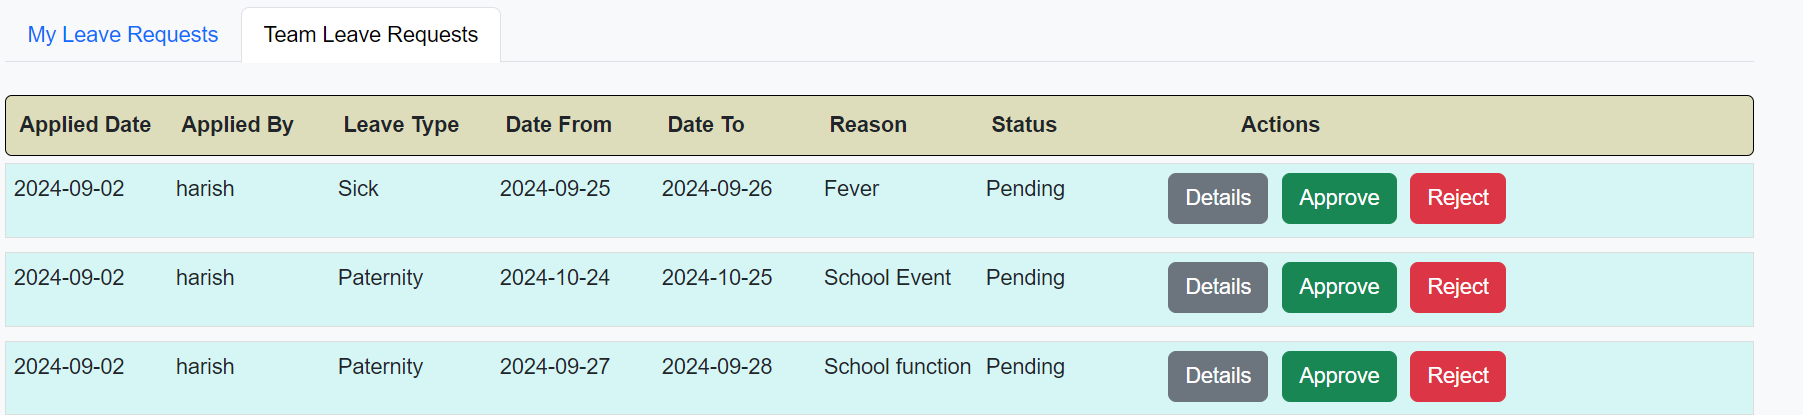 My Leave Requests Team Leave Requests
Applied Date Applied By Leave Type Date From Date To Reason Status Actions
2024-09-02 harish Sick 2024-09-25 2024-09-26 Fever Pending Details Approve Reject
2024-09-02 harish Paternity 2024-10-24 2024-10-25 School Event Pending Details Approve Reject
2024-09-02 harish Paternity 2024-09-27 2024-09-28 School function Pending Details Approve Reject